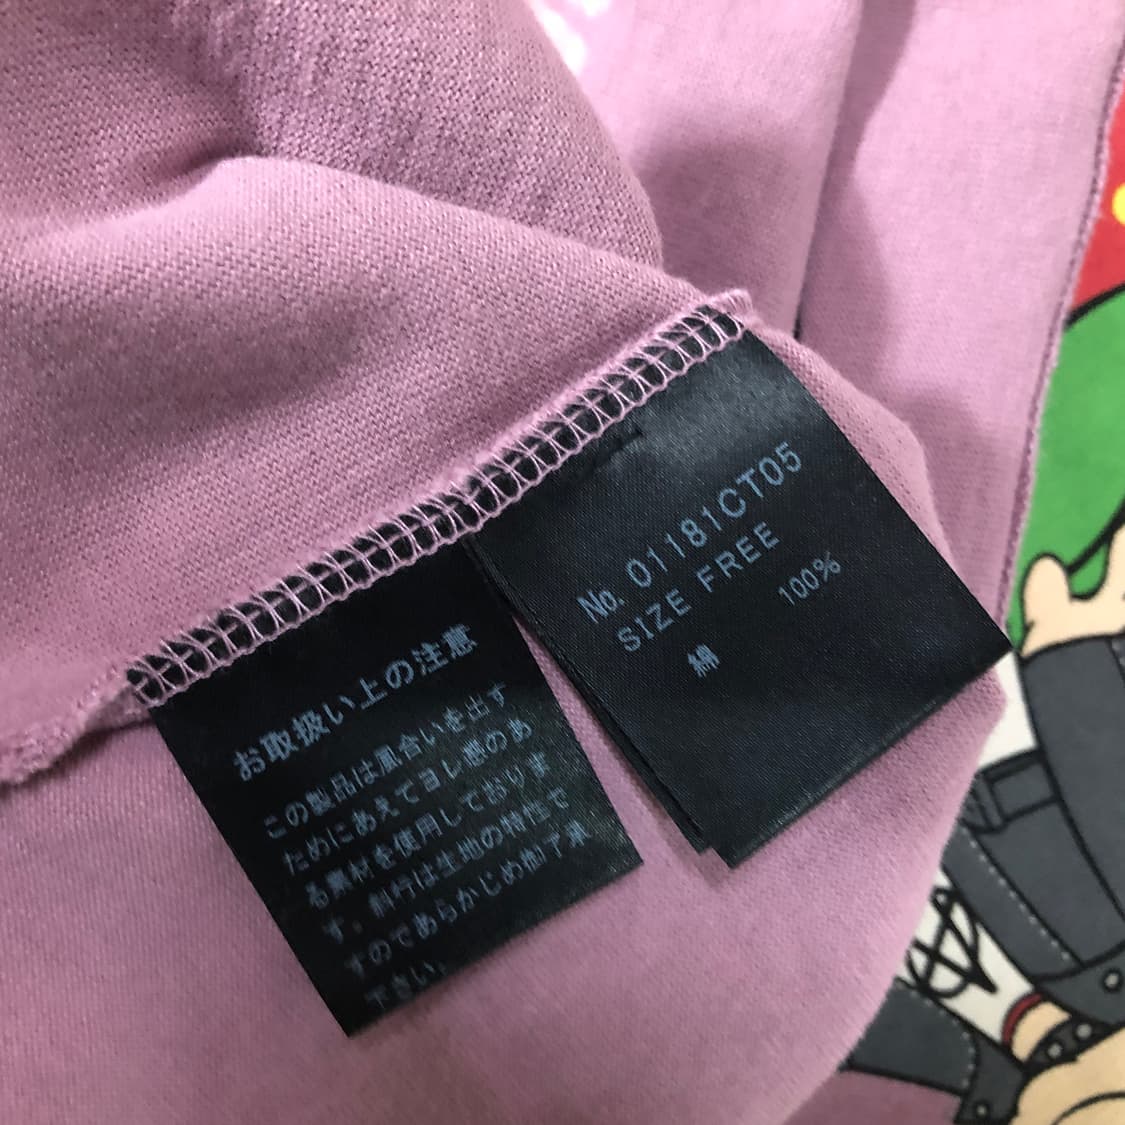 お取扱い上の注意
この製品は風合いを出す
ためにあえてヨレ感のあ
る素材を使用しておりま
す。斜行は生地の特性で
すのであらかじめ御了承
下さい。
No. 01181CT05
SIZE FREE
綿 100%